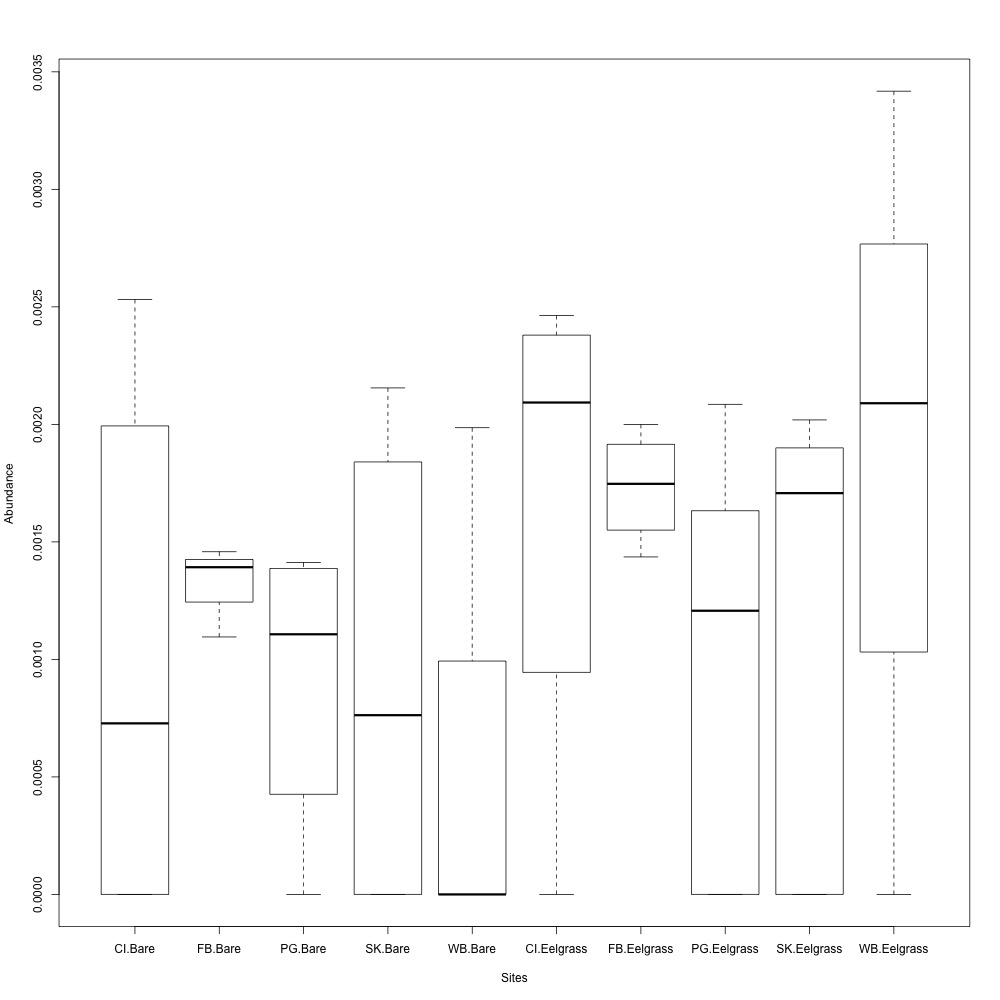 Abundance
0.0035
0.0030
0.0025
0.0020
0.0015
0.0010
0.0005
0.0000
CI.Bare FB.Bare PG.Bare SK.Bare WB.Bare CI.Eelgrass FB.Eelgrass PG.Eelgrass SK.Eelgrass WB.Eelgrass
Sites